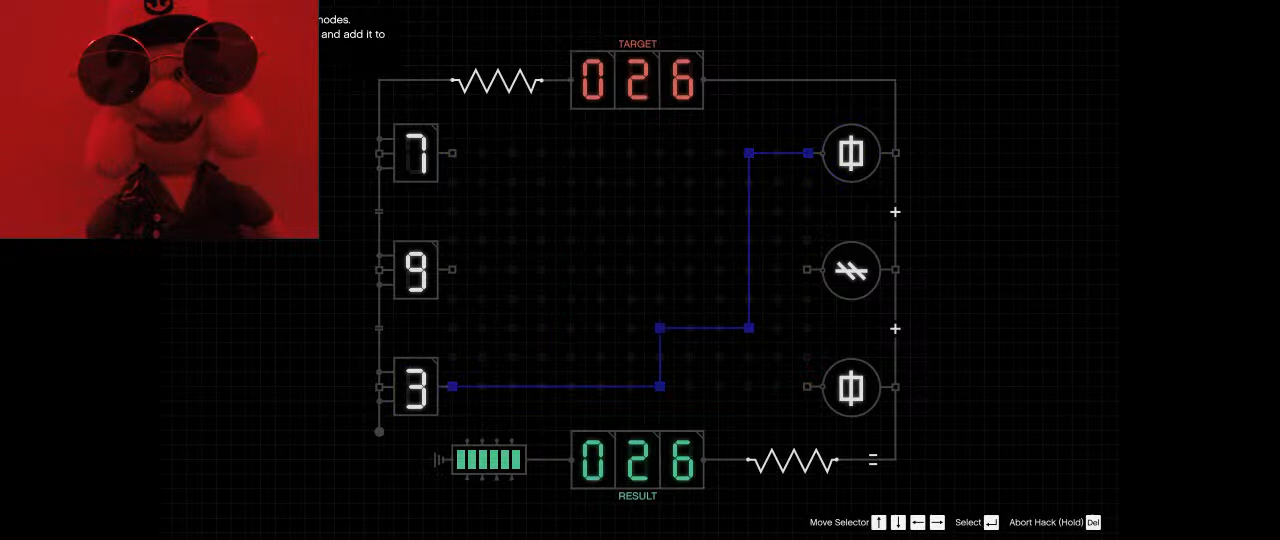 nodes.
and add it to
TARGET
026
7
9
3
026
RESULT
Move Selector ↑ ↓ ← → Select Abort Hack (Hold) Del